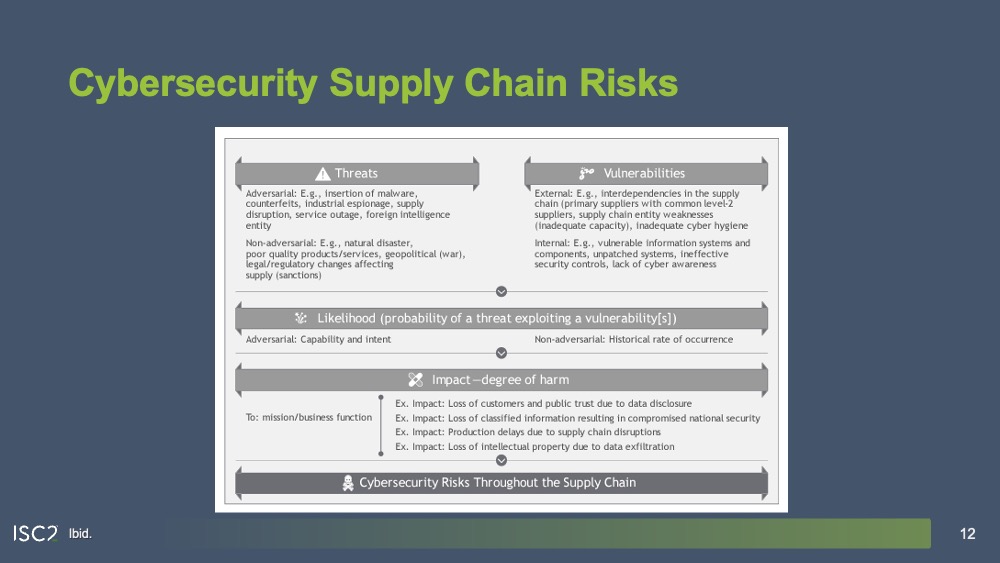 Cybersecurity Supply Chain Risks
Threats
Adversarial: E.g., insertion of malware,
counterfeits, industrial espionage, supply
disruption, service outage, foreign intelligence
entity
Non-adversarial: E.g., natural disaster,
poor quality products/services, geopolitical (war),
legal/regulatory changes affecting
supply (sanctions)
Vulnerabilities
External: E.g., interdependencies in the supply
chain (primary suppliers with common level-2
suppliers, supply chain entity weaknesses
(inadequate capacity), inadequate cyber hygiene
Internal: E.g., vulnerable information systems and
components, unpatched systems, ineffective
security controls, lack of cyber awareness
Likelihood (probability of a threat exploiting a vulnerability[s])
Adversarial: Capability and intent
Non-adversarial: Historical rate of occurrence
Impact—degree of harm
To: mission/business function
Ex. Impact: Loss of customers and public trust due to data disclosure
Ex. Impact: Loss of classified information resulting in compromised national security
Ex. Impact: Production delays due to supply chain disruptions
Ex. Impact: Loss of intellectual property due to data exfiltration
Cybersecurity Risks Throughout the Supply Chain
ISC2 Ibid.
12